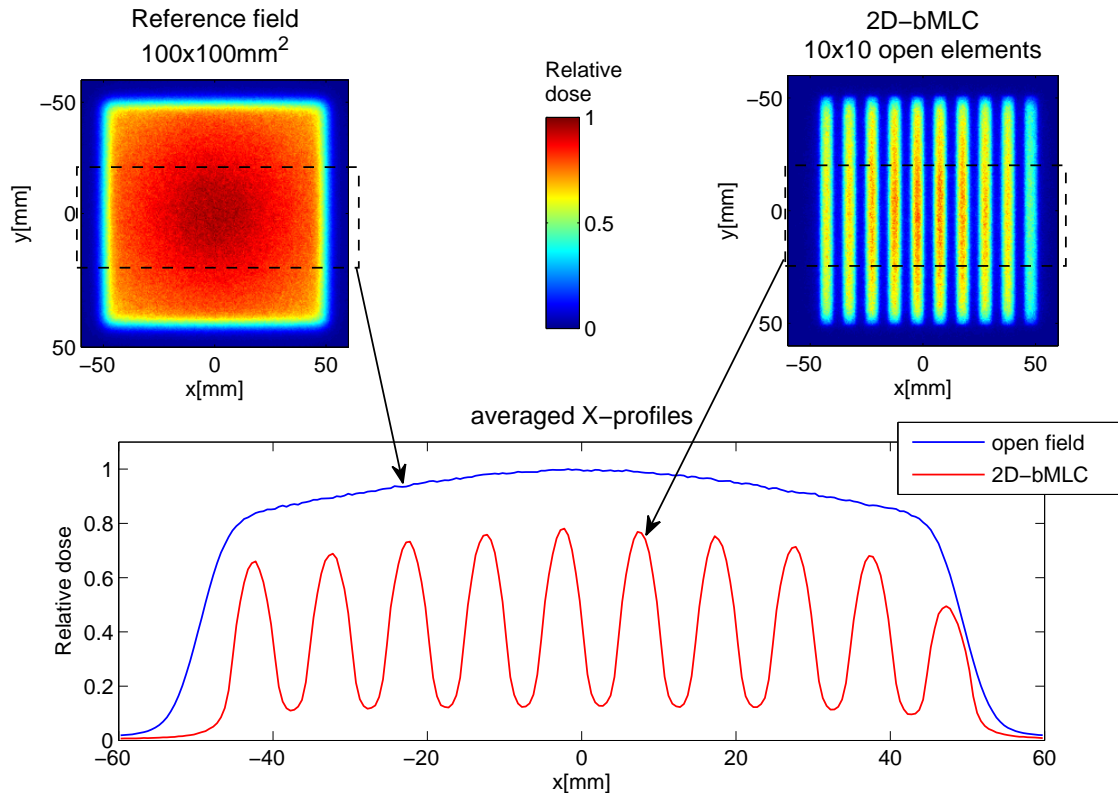 Reference field
100x100mm²
2D−bMLC
10x10 open elements
Relative
dose
1
0.5
0
−50
0
50
y[mm]
−50
0
50
x[mm]
−50
0
50
y[mm]
−50
0
50
x[mm]
averaged X−profiles
open field
2D−bMLC
1
0.8
0.6
0.4
0.2
0
Relative dose
−60
−40
−20
0
20
40
60
x[mm]